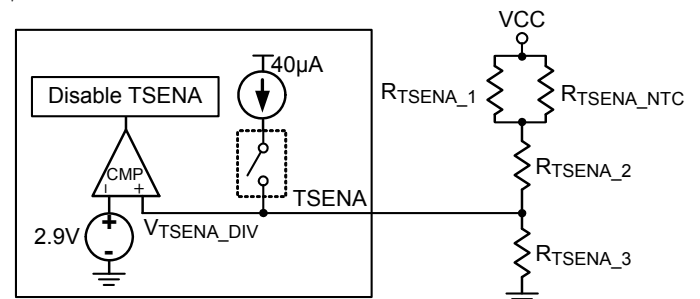 VCC
40µA
Disable TSENA
RTSENA_1
RTSENA_NTC
CMP
− +
RTSENA_2
TSENA
2.9V
+
-
VTSENA_DIV
RTSENA_3